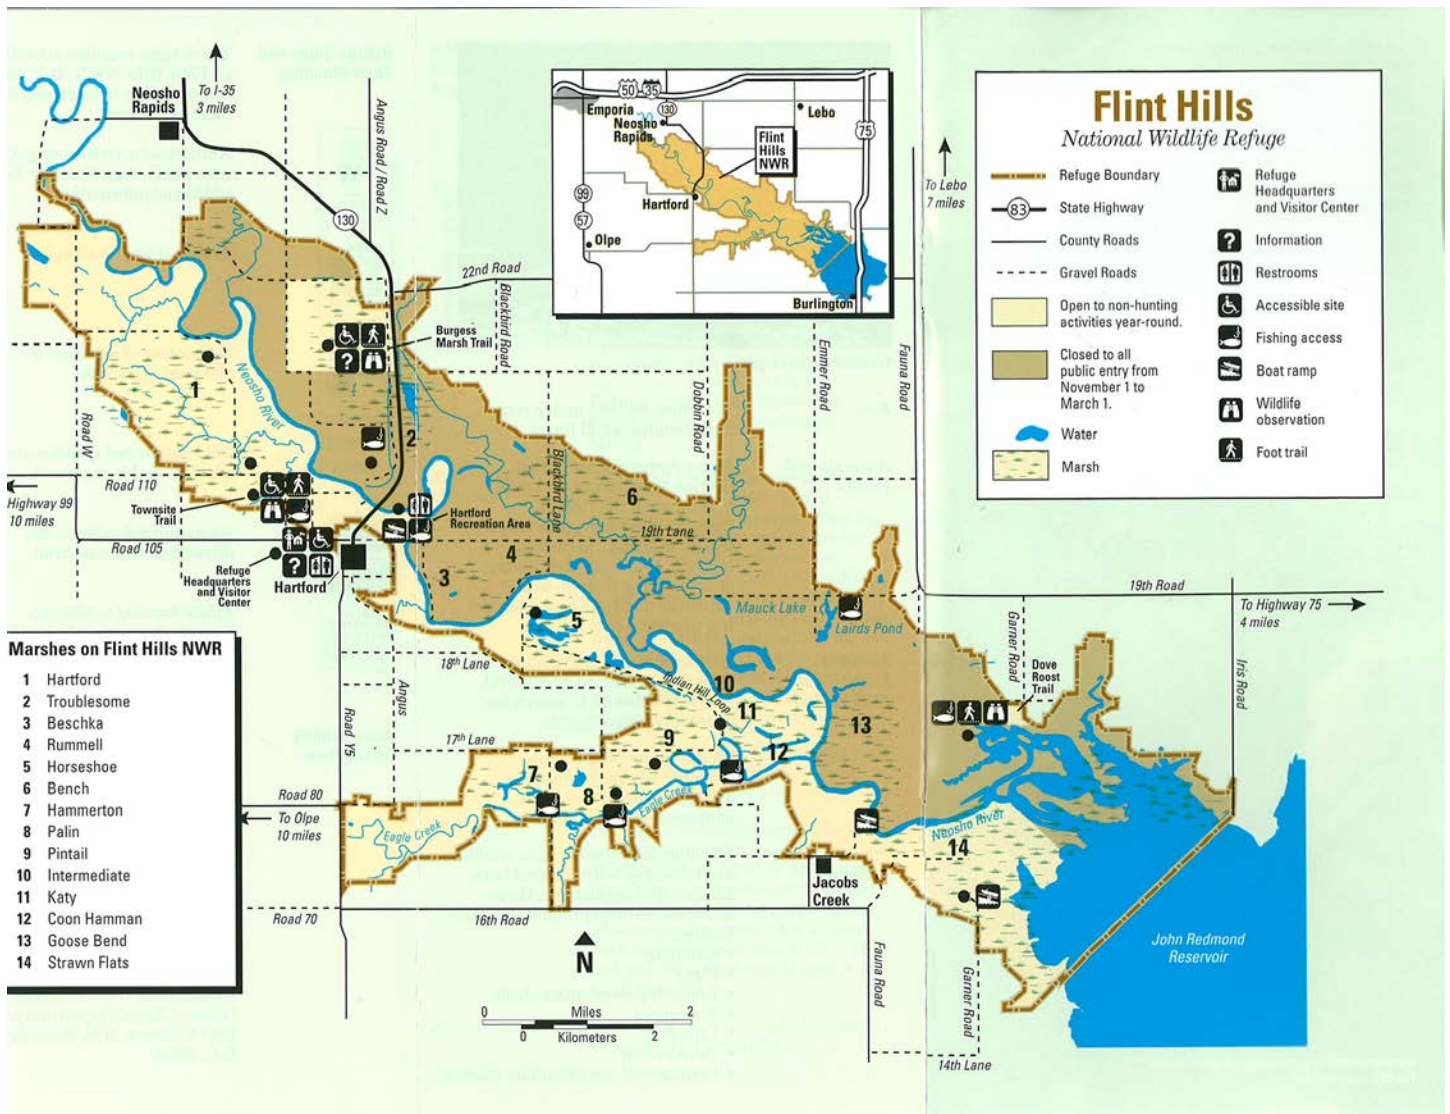 Neosho
Rapids
To I-35
3 miles
Angus Road / Road Z
130
22nd Road
Blackbird Road
Burgess
Marsh Trail
Neosho River
1
2
Road W
Road 110
Highway 99
10 miles
Townsite
Trail
Road 105
Refuge
Headquarters
and Visitor
Center
Hartford
?
?
Hartford
Recreation Area
Blackbird Lane
Dobbin Road
Emmer Road
Fauna Road
To Lebo
7 miles
6
19th Lane
4
3
5
Mauck Lake
Lairds Pond
19th Road
To Highway 75
4 miles
Garner Road
Iris Road
Dove
Roost
Trail
18th Lane
Angus
Road Y5
Indian Hill Loop
10
11
12
13
9
17th Lane
7
8
Road 80
To Olpe
10 miles
Eagle Creek
Eagle Creek
Neosho River
14
Jacobs
Creek
Road 70
16th Road
Fauna Road
Garner Road
14th Lane
John Redmond
Reservoir
N
0 Miles 2
0 Kilometers 2
50
35
130
Emporia
Neosho
Rapids
Lebo
75
Flint
Hills
NWR
99
57
Hartford
Olpe
Burlington
Flint Hills
National Wildlife Refuge
Refuge Boundary
83 State Highway
County Roads
Gravel Roads
Open to non-hunting
activities year-round.
Closed to all
public entry from
November 1 to
March 1.
Water
Marsh
Refuge
Headquarters
and Visitor Center
? Information
Restrooms
Accessible site
Fishing access
Boat ramp
Wildlife
observation
Foot trail
Marshes on Flint Hills NWR
1 Hartford
2 Troublesome
3 Beschka
4 Rummell
5 Horseshoe
6 Bench
7 Hammerton
8 Palin
9 Pintail
10 Intermediate
11 Katy
12 Coon Hamman
13 Goose Bend
14 Strawn Flats